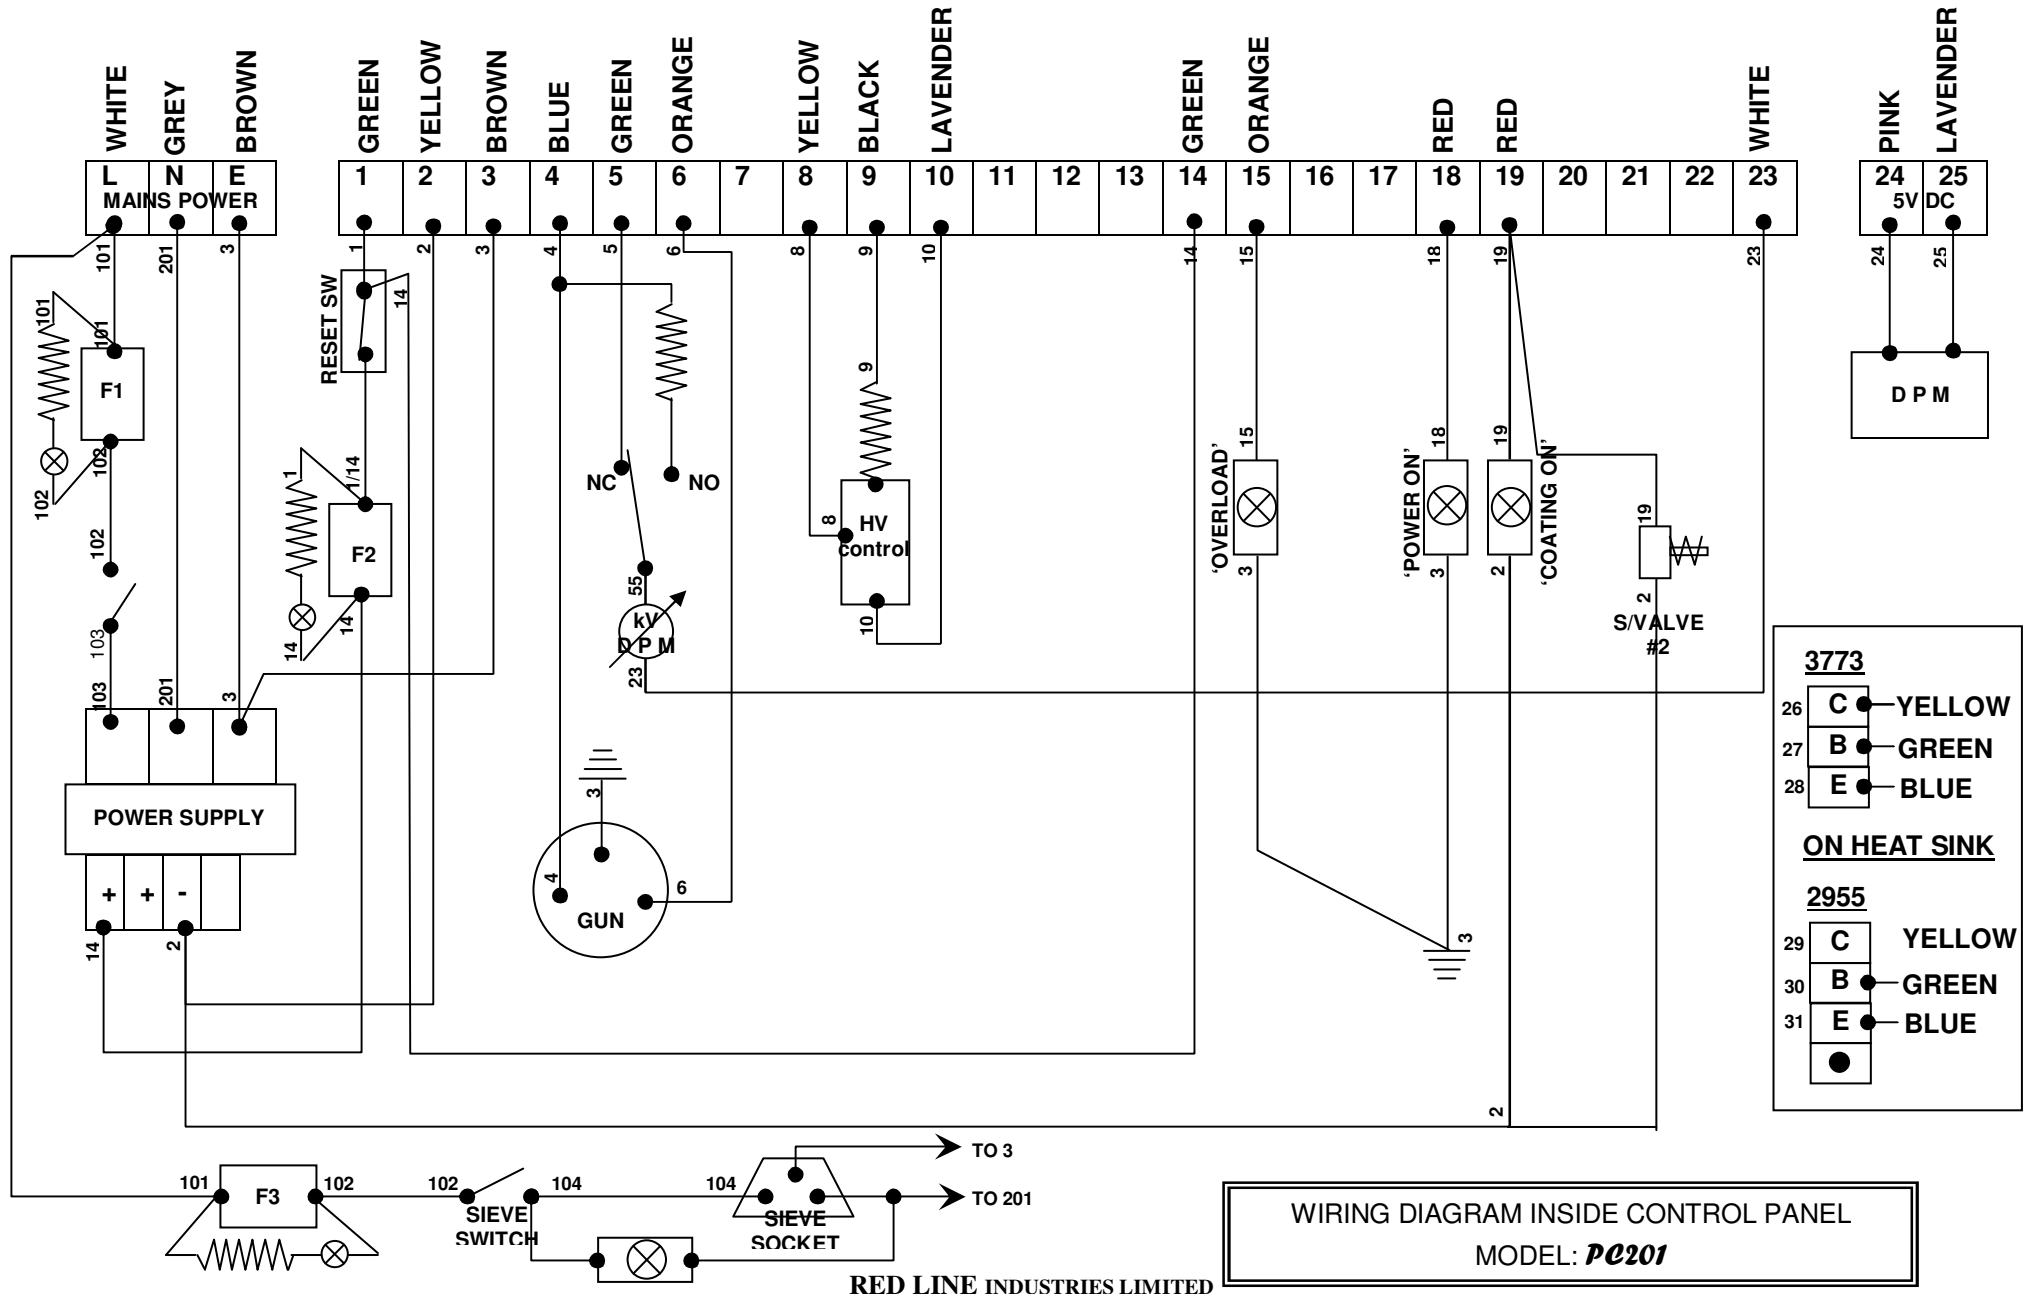 WHITE GREY BROWN GREEN YELLOW BROWN BLUE GREEN ORANGE YELLOW BLACK LAVENDER GREEN ORANGE RED RED WHITE PINK LAVENDER
L N E 1 2 3 4 5 6 7 8 9 10 11 12 13 14 15 16 17 18 19 20 21 22 23 24 25
MAINS POWER 5V DC
101 201 3 1 2 3 4 5 6 8 9 10 14 15 18 19 23 24 25
RESET SW
14
101
101
F1
102
102
9
D P M
1
1/14
F2
14
14
NC NO
8
HV
control
10
‘OVERLOAD’
15
3
‘POWER ON’
18
3
19
2
‘COATING ON’
19
2
S/VALVE
#2
102
103
103 201 3
55
kV
D P M
23
POWER SUPPLY
+ + -
14 2
3
4
6
GUN
3
2
3773
26 C YELLOW
27 B GREEN
28 E BLUE
ON HEAT SINK
2955
29 C YELLOW
30 B GREEN
31 E BLUE
TO 3
101 F3 102 102 104 104 TO 201
SIEVE
SWITCH
SIEVE
SOCKET
WIRING DIAGRAM INSIDE CONTROL PANEL
MODEL: PC201
RED LINE INDUSTRIES LIMITED